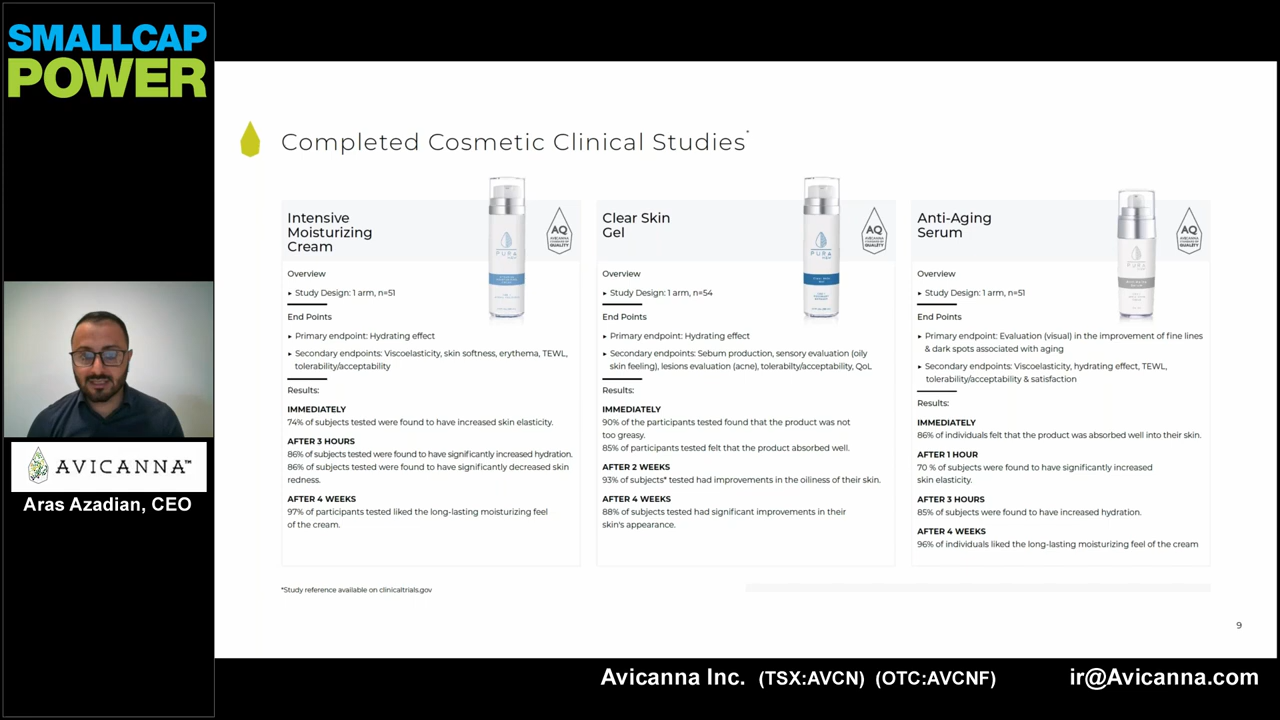 SMALLCAP
POWER
Completed Cosmetic Clinical Studies*
Intensive
Moisturizing
Cream
AQ
AVICANNA
QUALITY
PURA
Overview
▸ Study Design: 1 arm, n=51
End Points
▸ Primary endpoint: Hydrating effect
▸ Secondary endpoints: Viscoelasticity, skin softness, erythema, TEWL,
tolerability/acceptability
Results:
IMMEDIATELY
74% of subjects tested were found to have increased skin elasticity.
AFTER 3 HOURS
86% of subjects tested were found to have significantly increased hydration.
86% of subjects tested were found to have significantly decreased skin
redness.
AFTER 4 WEEKS
97% of participants tested liked the long-lasting moisturizing feel
of the cream.
Clear Skin
Gel
AQ
AVICANNA
QUALITY
PURA
Overview
▸ Study Design: 1 arm, n=54
End Points
▸ Primary endpoint: Hydrating effect
▸ Secondary endpoints: Sebum production, sensory evaluation (oily
skin feeling), lesions evaluation (acne), tolerabilty/acceptability, QoL
Results:
IMMEDIATELY
90% of the participants tested found that the product was not
too greasy.
85% of participants tested felt that the product absorbed well.
AFTER 2 WEEKS
93% of subjects* tested had improvements in the oiliness of their skin.
AFTER 4 WEEKS
88% of subjects tested had significant improvements in their
skin's appearance.
Anti-Aging
Serum
AQ
AVICANNA
QUALITY
PURA
Overview
▸ Study Design: 1 arm, n=51
End Points
▸ Primary endpoint: Evaluation (visual) in the improvement of fine lines
& dark spots associated with aging
▸ Secondary endpoints: Viscoelasticity, hydrating effect, TEWL,
tolerability/acceptability & satisfaction
Results:
IMMEDIATELY
86% of individuals felt that the product was absorbed well into their skin.
AFTER 1 HOUR
70 % of subjects were found to have significantly increased
skin elasticity.
AFTER 3 HOURS
85% of subjects were found to have increased hydration.
AFTER 4 WEEKS
96% of individuals liked the long-lasting moisturizing feel of the cream
*Study reference available on clinicaltrials.gov
9
AVICANNA™
Aras Azadian, CEO
Avicanna Inc. (TSX:AVCN) (OTC:AVCNF) ir@Avicanna.com